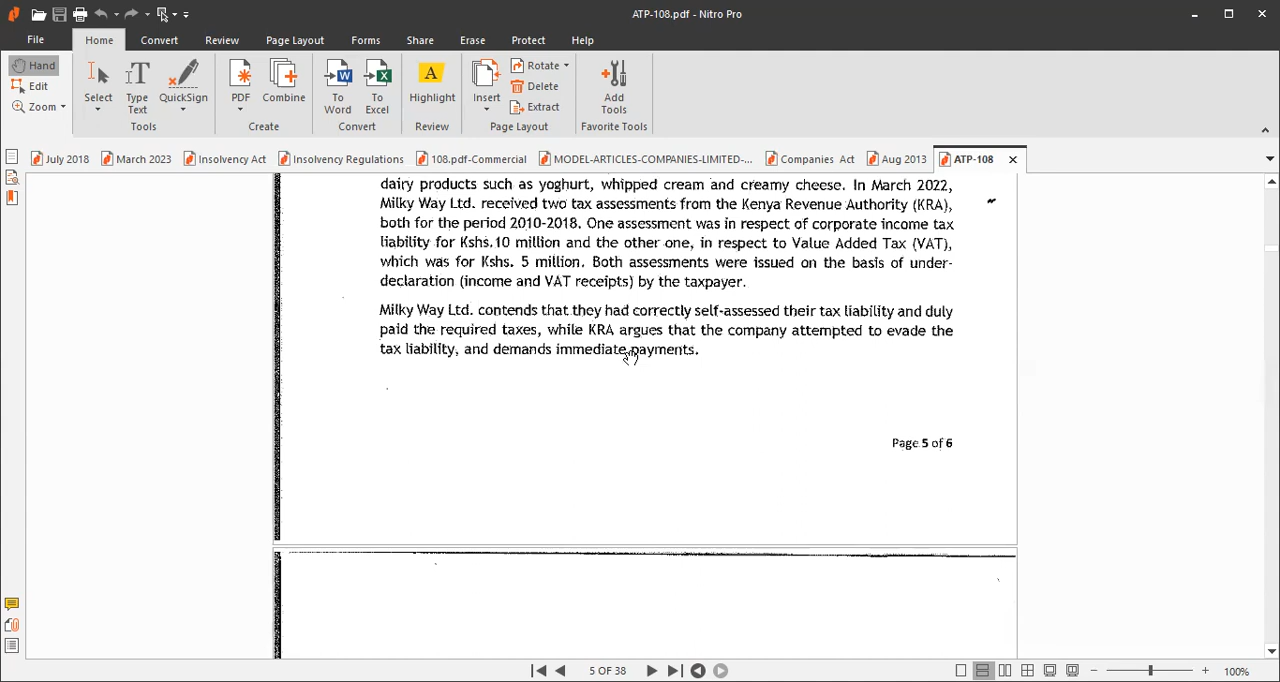 ATP-108.pdf - Nitro Pro
File Home Convert Review Page Layout Forms Share Erase Protect Help
Hand
Edit
Zoom
Select
Type Text
QuickSign
Tools
PDF
Combine
Create
To Word
To Excel
Convert
Highlight
Review
Insert
Rotate
Delete
Extract
Page Layout
Add Tools
Favorite Tools
July 2018 March 2023 Insolvency Act Insolvency Regulations 108.pdf-Commercial MODEL-ARTICLES-COMPANIES-LIMITED-... Companies Act Aug 2013 ATP-108
dairy products such as yoghurt, whipped cream and creamy cheese. In March 2022,
Milky Way Ltd. received two tax assessments from the Kenya Revenue Authority (KRA),
both for the period 2010-2018. One assessment was in respect of corporate income tax
liability for Kshs.10 million and the other one, in respect to Value Added Tax (VAT),
which was for Kshs. 5 million. Both assessments were issued on the basis of under-
declaration (income and VAT receipts) by the taxpayer.
Milky Way Ltd. contends that they had correctly self-assessed their tax liability and duly
paid the required taxes, while KRA argues that the company attempted to evade the
tax liability, and demands immediate payments.
Page 5 of 6
5 OF 38
100%